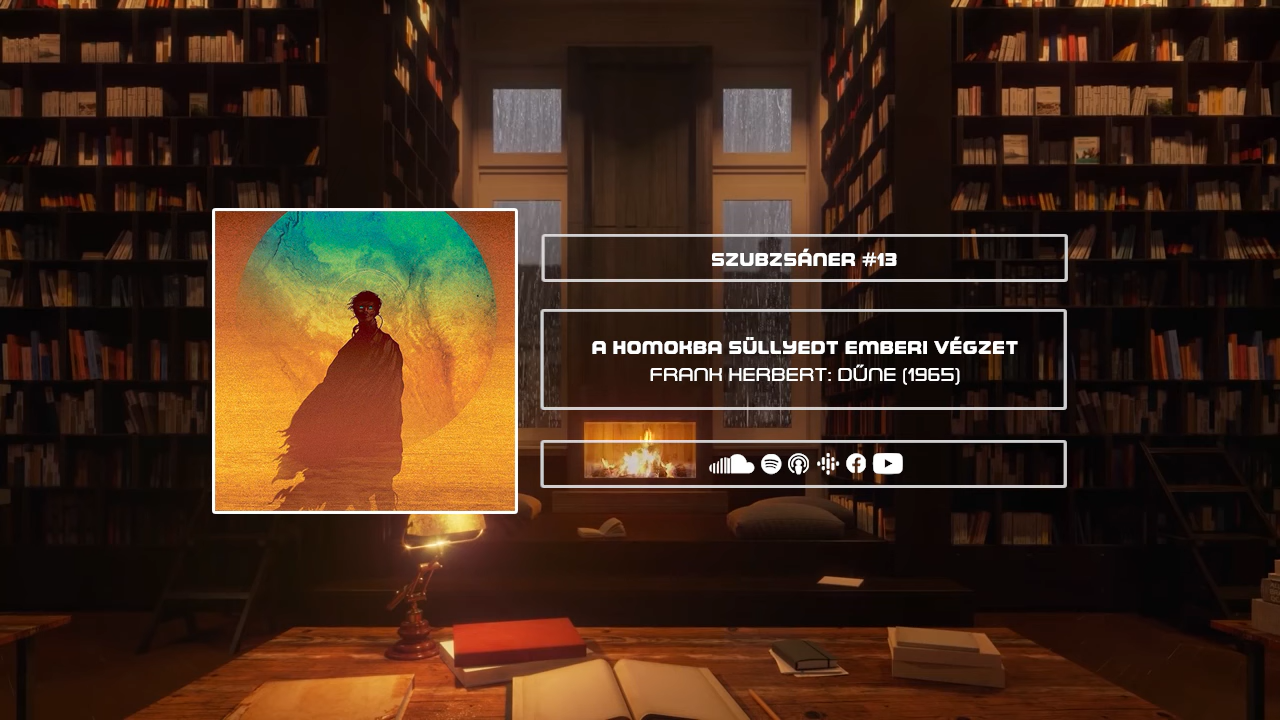 SZUBZSÁNER #13
A HOMOKBA SÜLLYEDT EMBERI VÉGZET
FRANK HERBERT: DŰNE (1965)